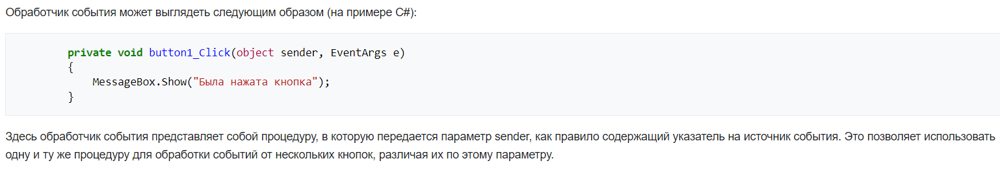 Обработчик события может выглядеть следующим образом (на примере C#):
private void button1_Click(object sender, EventArgs e)
{
MessageBox.Show("Была нажата кнопка");
}
Здесь обработчик события представляет собой процедуру, в которую передается параметр sender, как правило содержащий указатель на источник события. Это позволяет использовать
одну и ту же процедуру для обработки событий от нескольких кнопок, различая их по этому параметру.